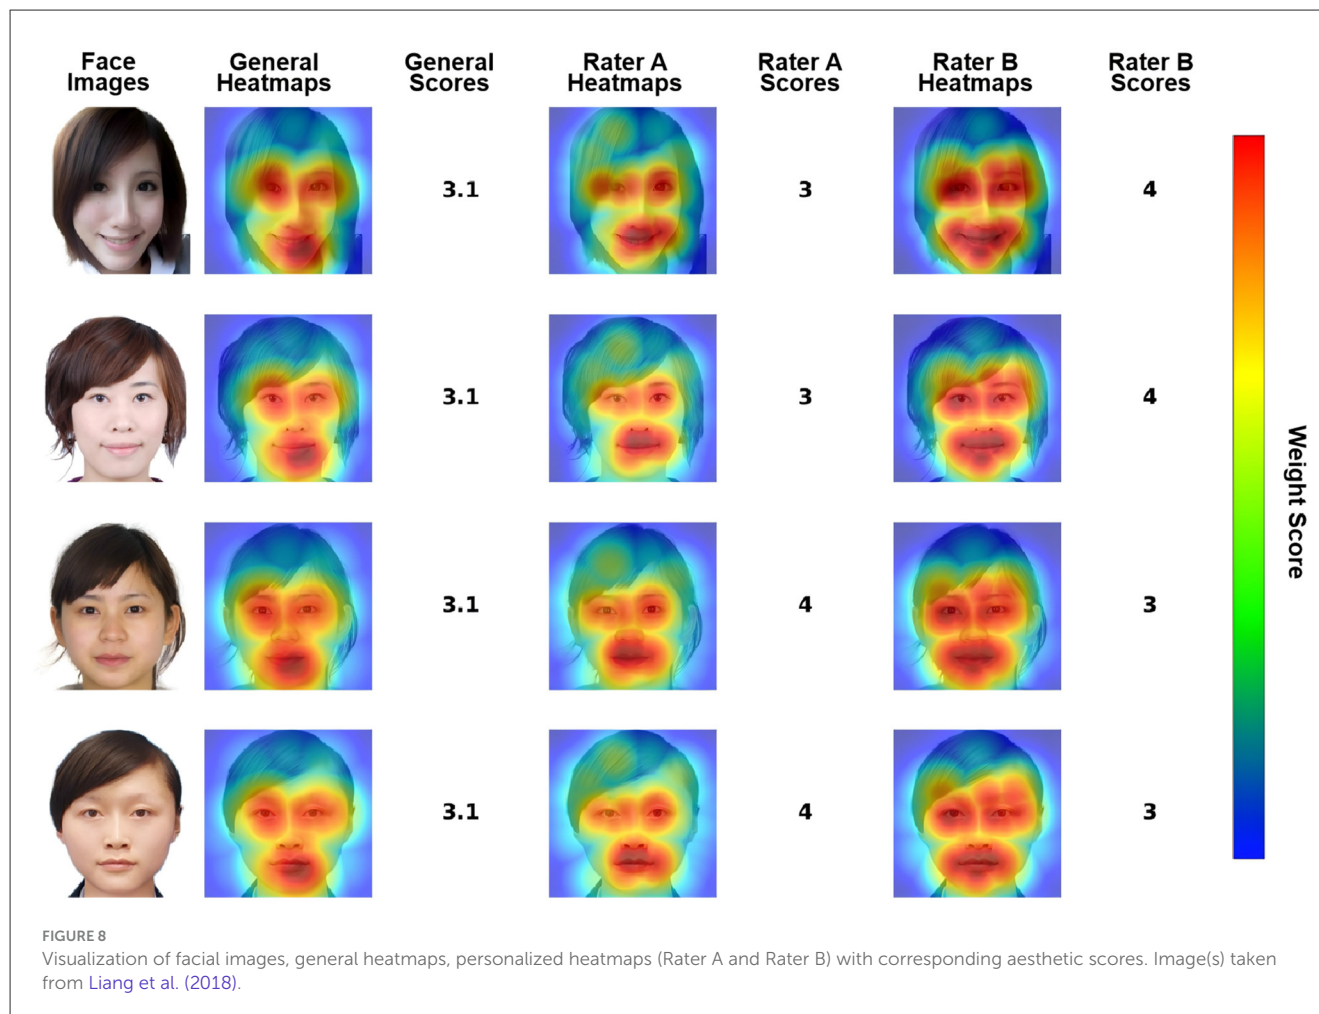 Face Images
General Heatmaps
General Scores
Rater A Heatmaps
Rater A Scores
Rater B Heatmaps
Rater B Scores
3.1
3
4
3.1
3
4
3.1
4
3
3.1
4
3
Weight Score
FIGURE 8
Visualization of facial images, general heatmaps, personalized heatmaps (Rater A and Rater B) with corresponding aesthetic scores. Image(s) taken
from Liang et al. (2018).